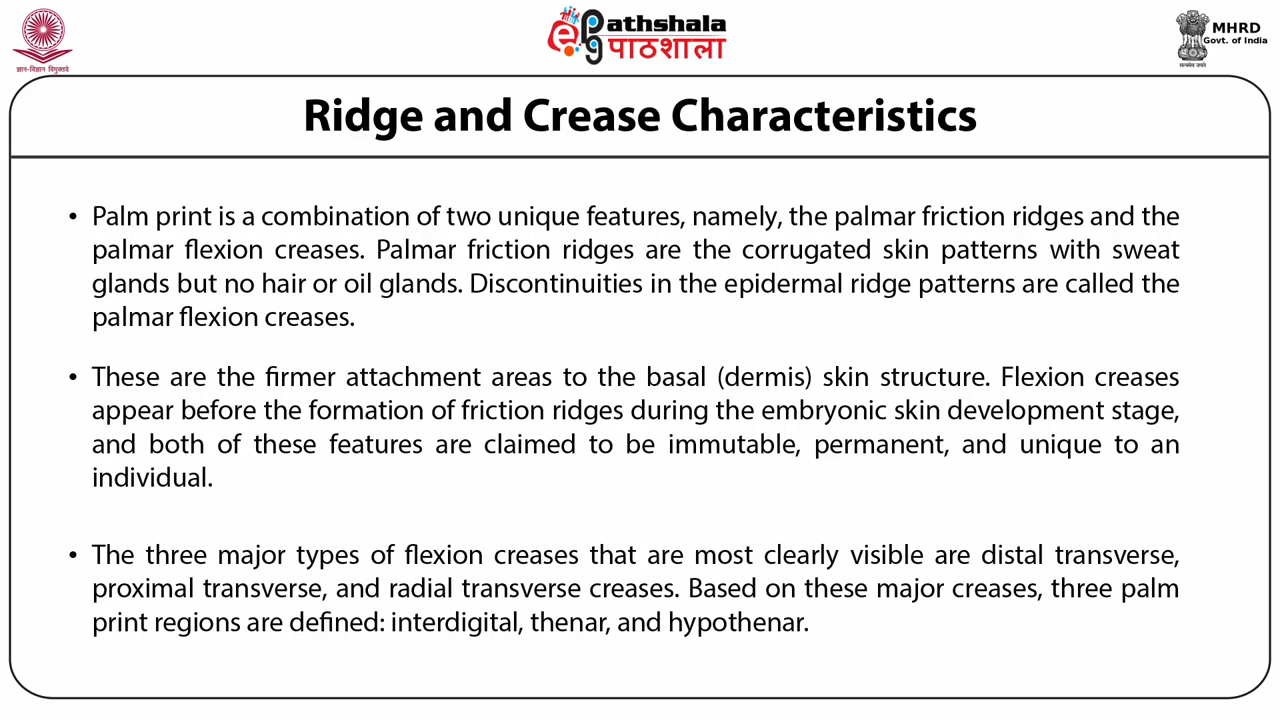 ज्ञान-विज्ञान विमुक्तये
ePathshala
पाठशाला
MHRD
Govt. of India
सत्यमेव जयते
Ridge and Crease Characteristics
• Palm print is a combination of two unique features, namely, the palmar friction ridges and the
palmar flexion creases. Palmar friction ridges are the corrugated skin patterns with sweat
glands but no hair or oil glands. Discontinuities in the epidermal ridge patterns are called the
palmar flexion creases.
• These are the firmer attachment areas to the basal (dermis) skin structure. Flexion creases
appear before the formation of friction ridges during the embryonic skin development stage,
and both of these features are claimed to be immutable, permanent, and unique to an
individual.
• The three major types of flexion creases that are most clearly visible are distal transverse,
proximal transverse, and radial transverse creases. Based on these major creases, three palm
print regions are defined: interdigital, thenar, and hypothenar.